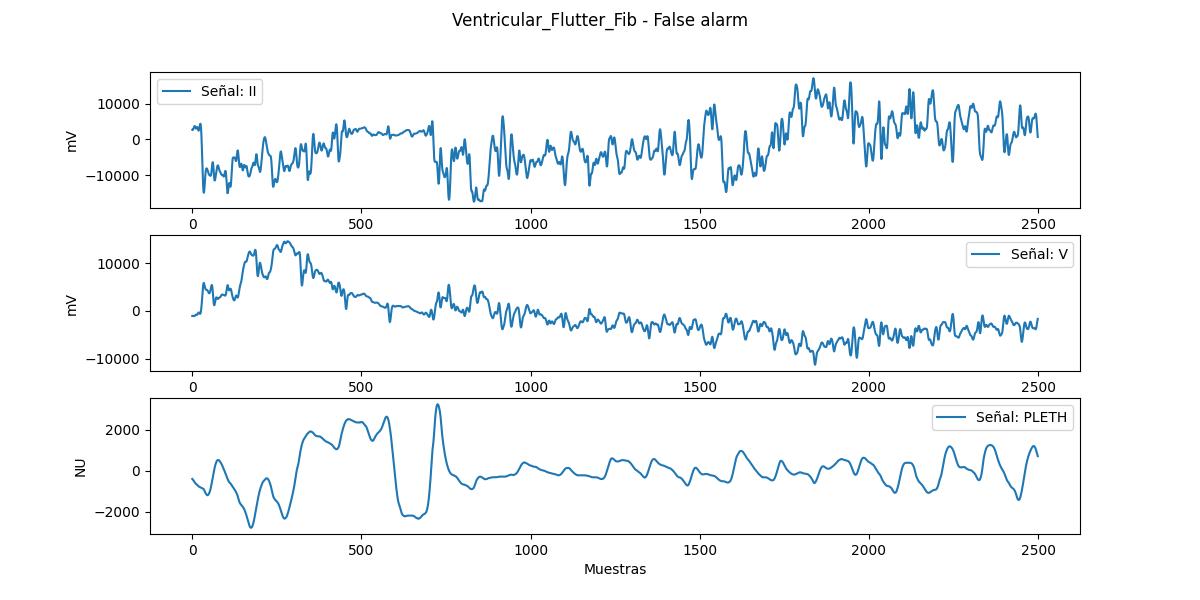 Ventricular_Flutter_Fib - False alarm
Señal: II
mV
10000
0
−10000
0 500 1000 1500 2000 2500
Señal: V
mV
10000
0
−10000
0 500 1000 1500 2000 2500
Señal: PLETH
NU
2000
0
−2000
0 500 1000 1500 2000 2500
Muestras